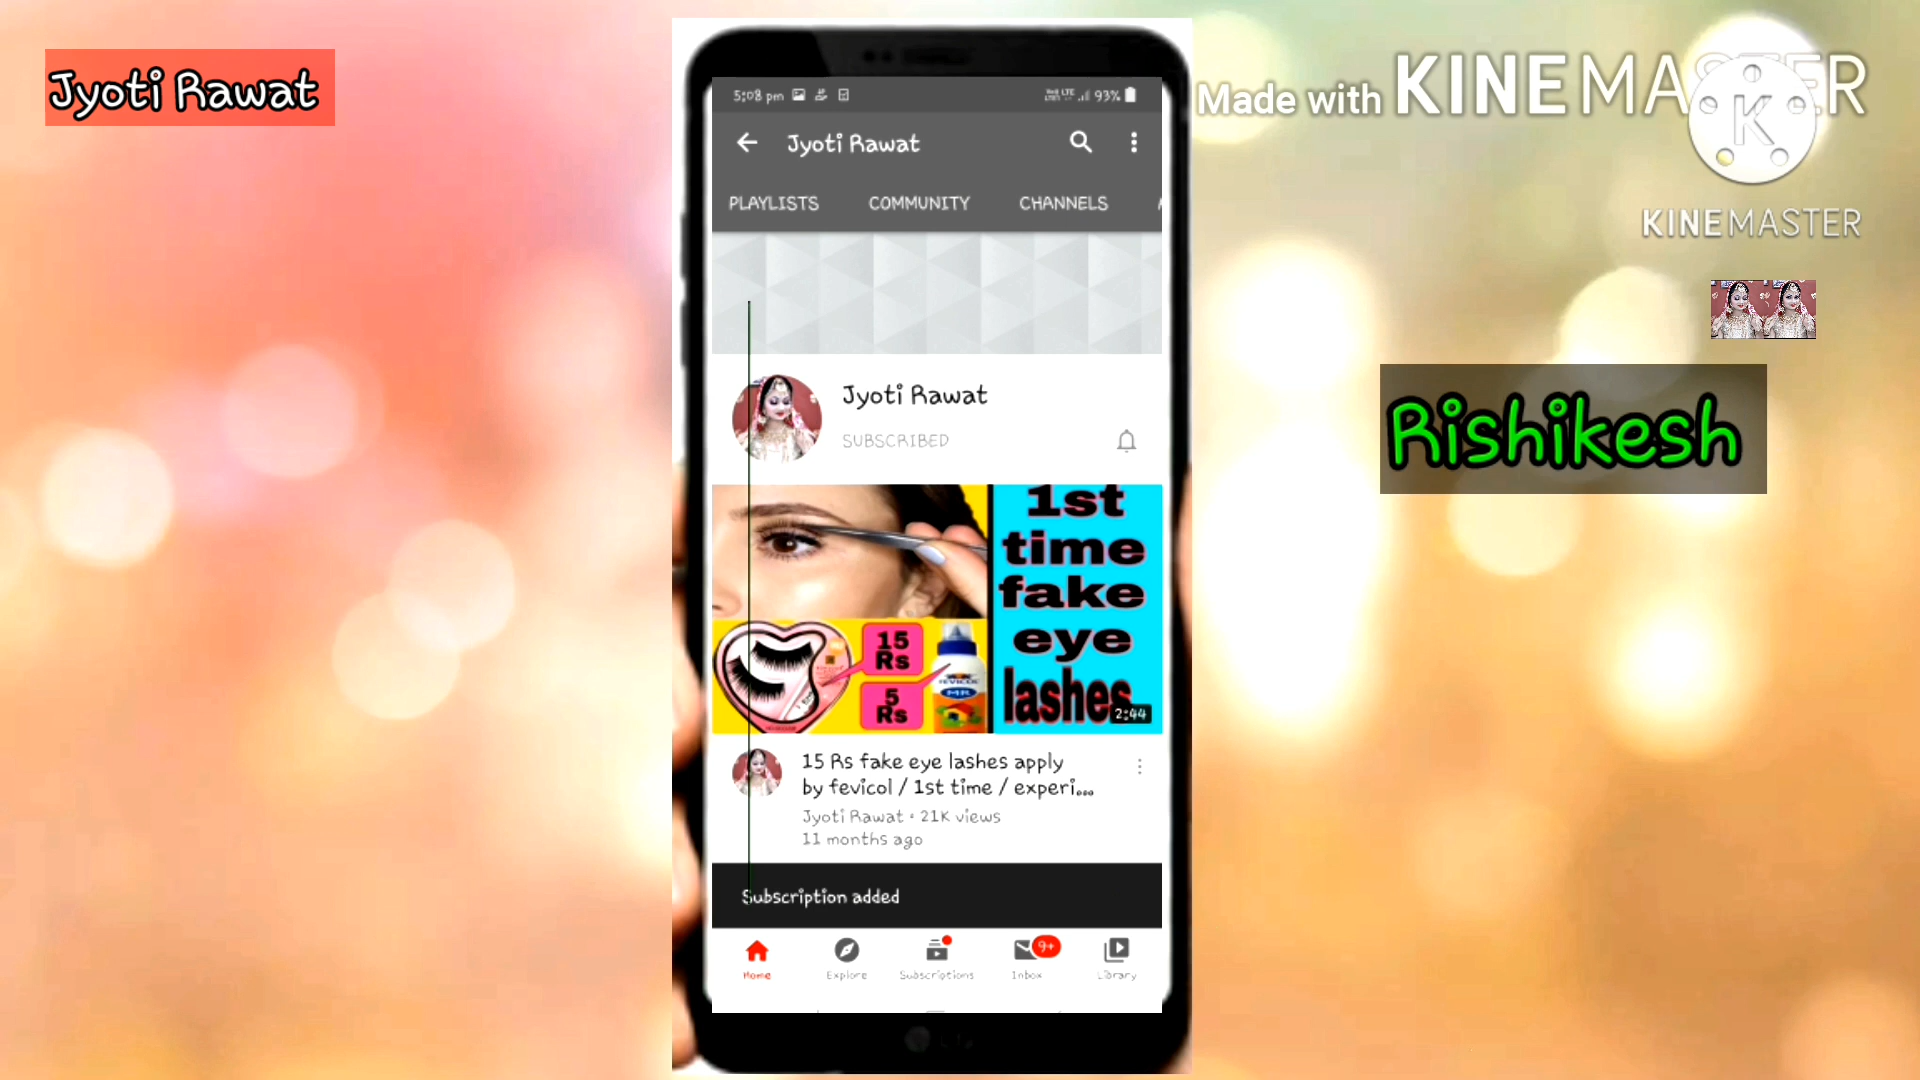 Jyoti Rawat
Made with KINEMASTER
KINEMASTER
Rishikesh
5:08 pm
93%
Jyoti Rawat
PLAYLISTS COMMUNITY CHANNELS
Jyoti Rawat
SUBSCRIBED
1st
time
fake
eye
lashes
15
Rs
5
Rs
FEVICOL
MR
2:44
15 Rs fake eye lashes apply
by fevicol / 1st time / experi...
Jyoti Rawat • 21K views
11 months ago
Subscription added
9+
Home Explore Subscriptions Inbox Library